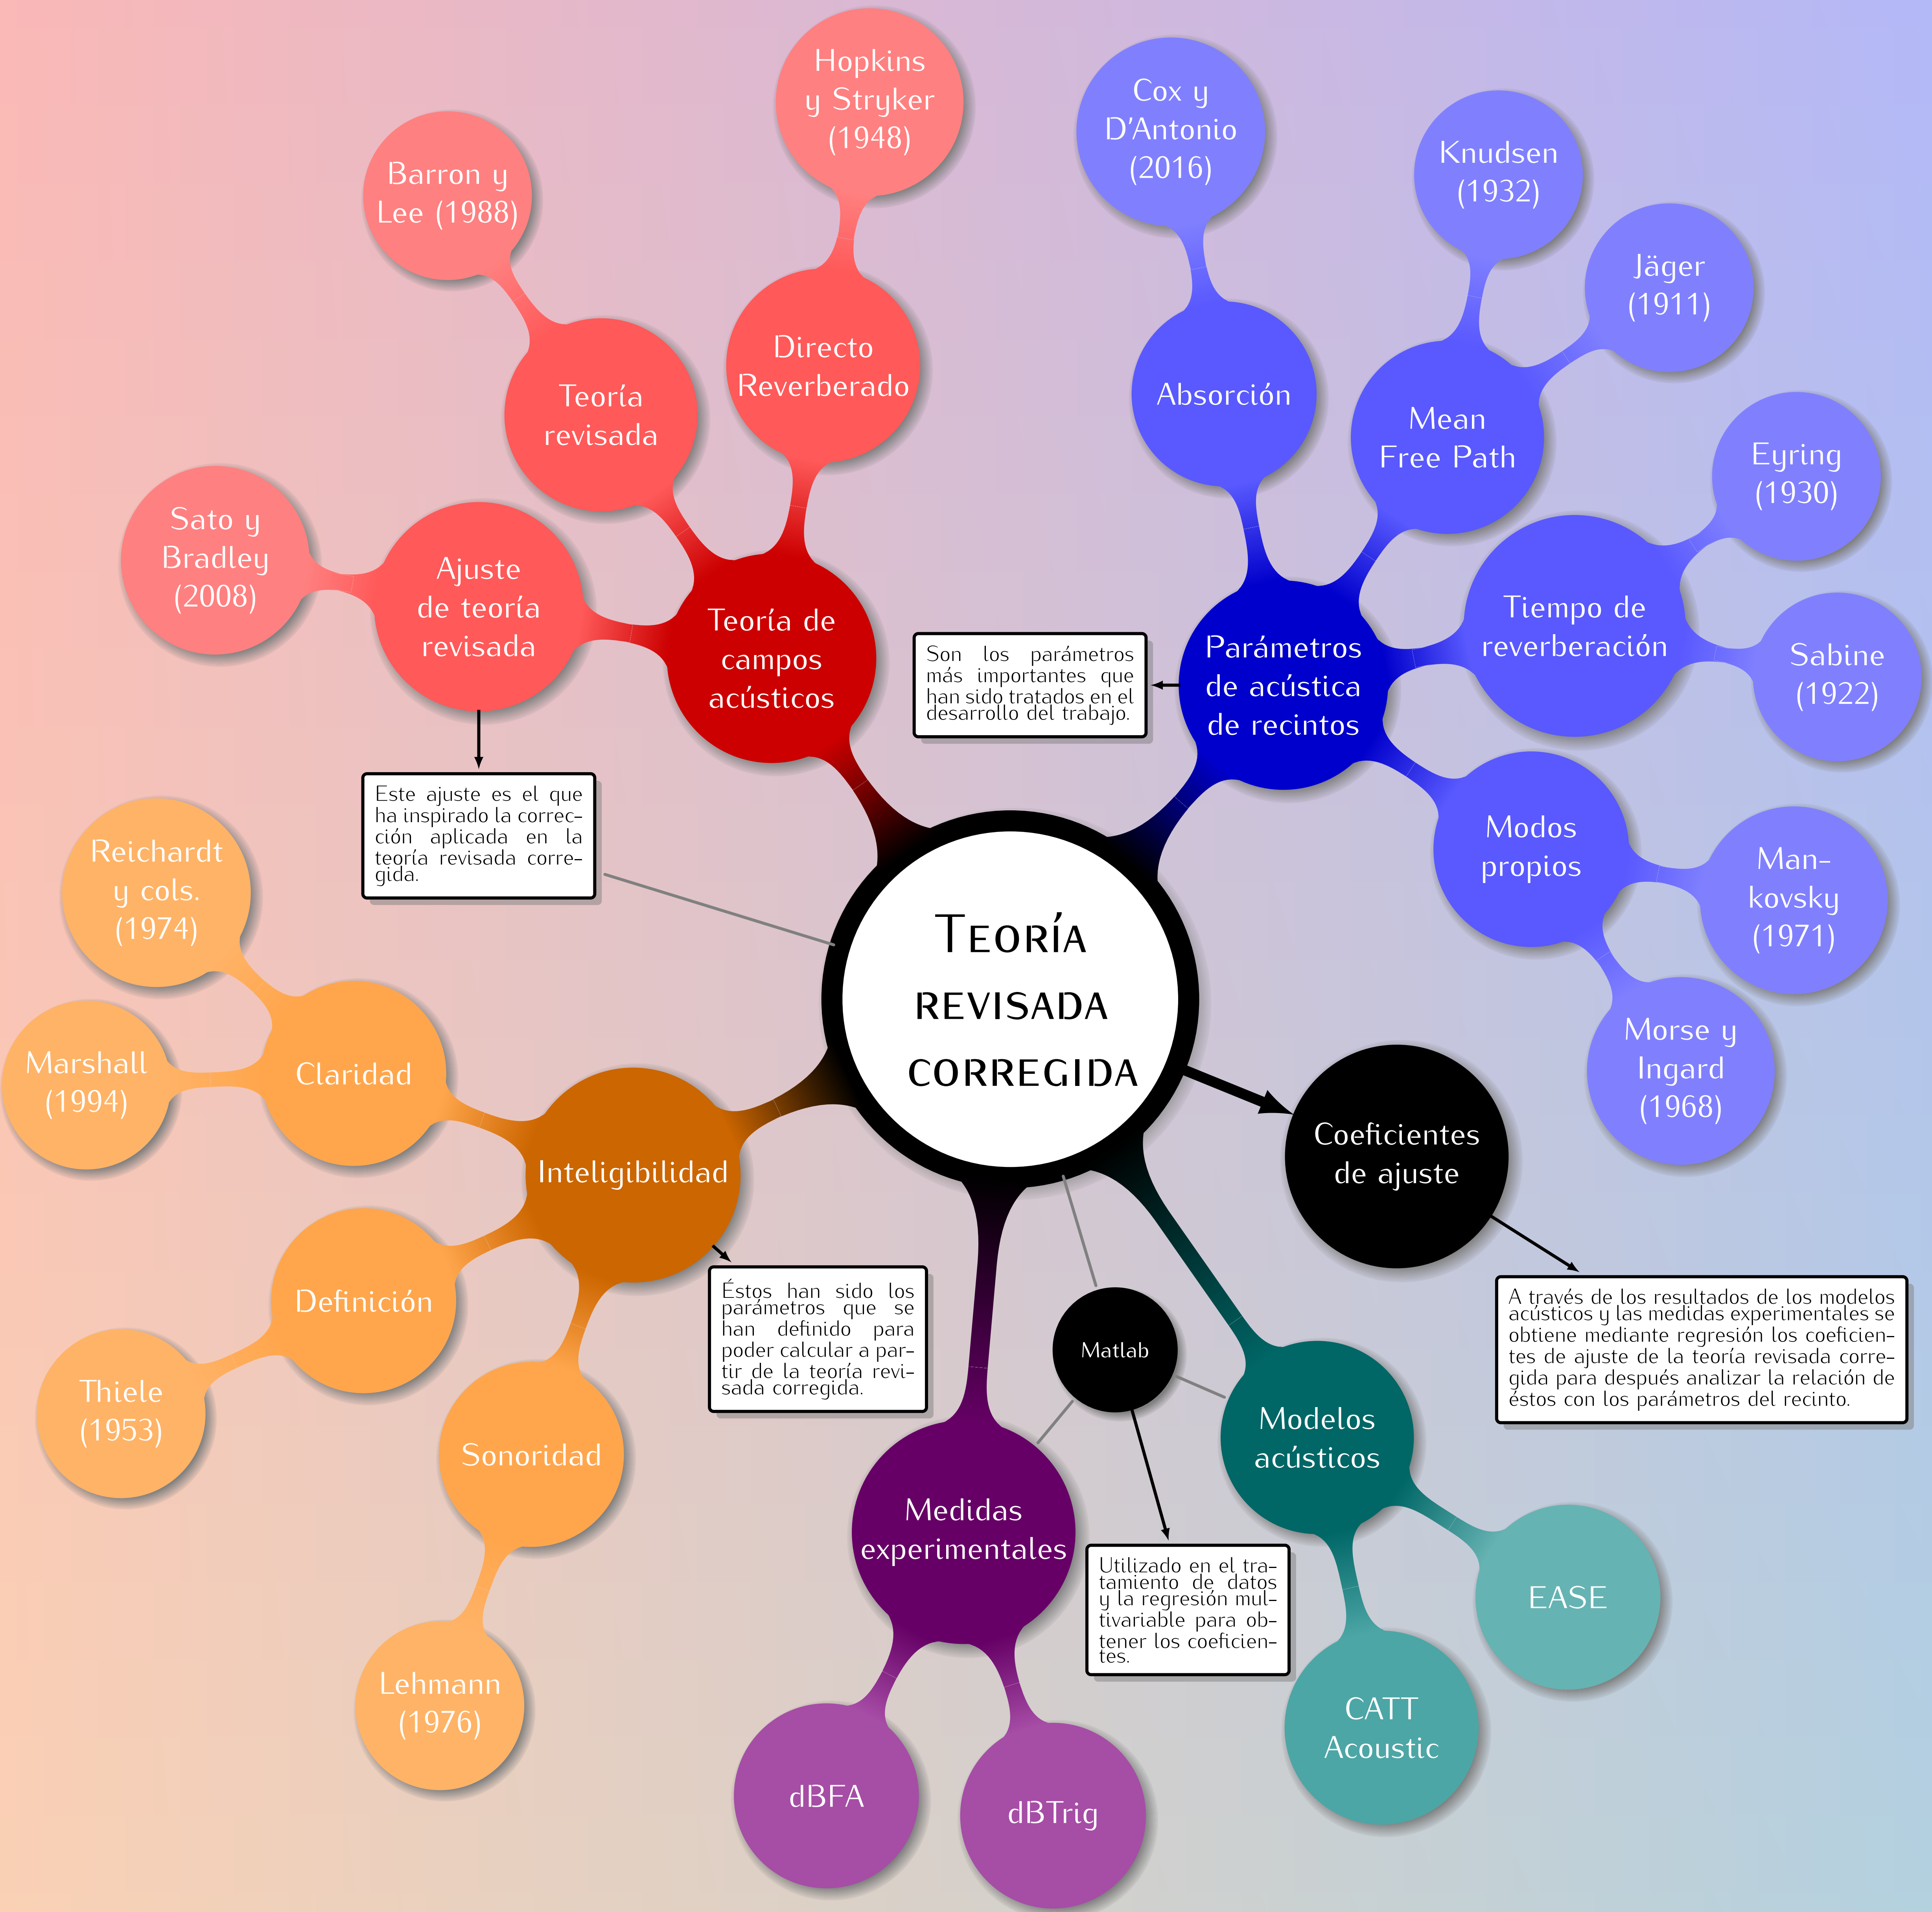 Hopkins
y Stryker
(1948)
Cox y
D'Antonio
(2016)
Barron y
Lee (1988)
Knudsen
(1932)
Jäger
(1911)
Directo
Reverberado
Teoría
revisada
Absorción
Mean
Free Path
Eyring
(1930)
Sato y
Bradley
(2008)
Ajuste
de teoría
revisada
Teoría de
campos
acústicos
Son los parámetros
más importantes que
han sido tratados en el
desarrollo del trabajo.
Parámetros
de acústica
de recintos
Tiempo de
reverberación
Sabine
(1922)
Este ajuste es el que
ha inspirado la correc-
ción aplicada en la
teoría revisada corre-
gida.
Modos
propios
Man-
kovsky
(1971)
Reichardt
y cols.
(1974)
Teoría
revisada
corregida
Morse y
Ingard
(1968)
Marshall
(1994)
Claridad
Inteligibilidad
Coeficientes
de ajuste
Definición
Éstos han sido los
parámetros que se
han definido para
poder calcular a par-
tir de la teoría revi-
sada corregida.
Matlab
A través de los resultados de los modelos
acústicos y las medidas experimentales se
obtiene mediante regresión los coeficien-
tes de ajuste de la teoría revisada corre-
gida para después analizar la relación de
éstos con los parámetros del recinto.
Thiele
(1953)
Sonoridad
Modelos
acústicos
Medidas
experimentales
Utilizado en el tra-
tamiento de datos
y la regresión mul-
tivariable para ob-
tener los coeficien-
tes.
EASE
Lehmann
(1976)
CATT
Acoustic
dBFA
dBTrig